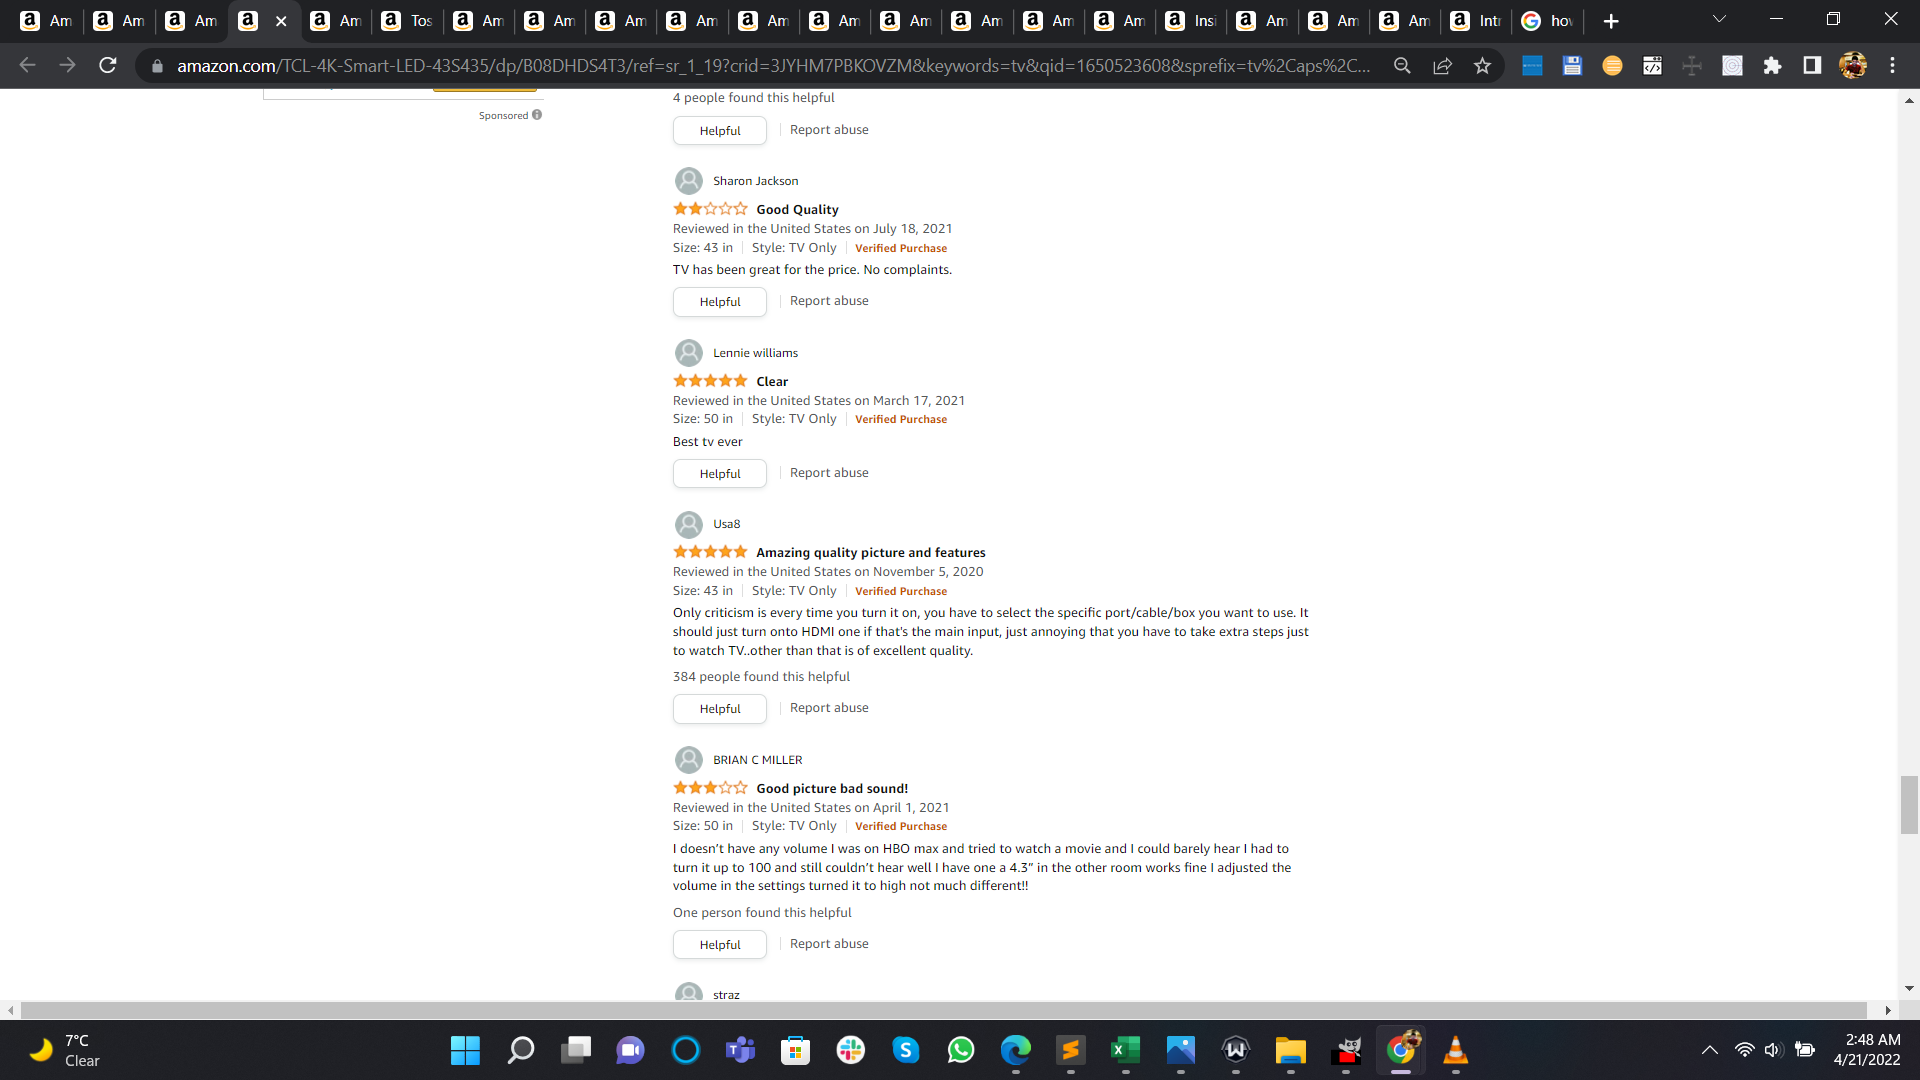 Am
Am
Am
Am
Tos
Am
Am
Am
Am
Am
Am
Am
Am
Am
Am
Insi
Am
Am
Am
Intr
how
amazon.com/TCL-4K-Smart-LED-43S435/dp/B08DHDS4T3/ref=sr_1_19?crid=3JYHM7PBKOVZM&keywords=tv&qid=1650523608&sprefix=tv%2Caps%2C...
Sponsored
4 people found this helpful
Helpful
Report abuse
Sharon Jackson
Good Quality
Reviewed in the United States on July 18, 2021
Size: 43 in Style: TV Only Verified Purchase
TV has been great for the price. No complaints.
Helpful
Report abuse
Lennie williams
Clear
Reviewed in the United States on March 17, 2021
Size: 50 in Style: TV Only Verified Purchase
Best tv ever
Helpful
Report abuse
Usa8
Amazing quality picture and features
Reviewed in the United States on November 5, 2020
Size: 43 in Style: TV Only Verified Purchase
Only criticism is every time you turn it on, you have to select the specific port/cable/box you want to use. It
should just turn onto HDMI one if that's the main input, just annoying that you have to take extra steps just
to watch TV..other than that is of excellent quality.
384 people found this helpful
Helpful
Report abuse
BRIAN C MILLER
Good picture bad sound!
Reviewed in the United States on April 1, 2021
Size: 50 in Style: TV Only Verified Purchase
I doesn’t have any volume I was on HBO max and tried to watch a movie and I could barely hear I had to
turn it up to 100 and still couldn’t hear well I have one a 4.3” in the other room works fine I adjusted the
volume in the settings turned it to high not much different!!
One person found this helpful
Helpful
Report abuse
straz
7°C
Clear
2:48 AM
4/21/2022